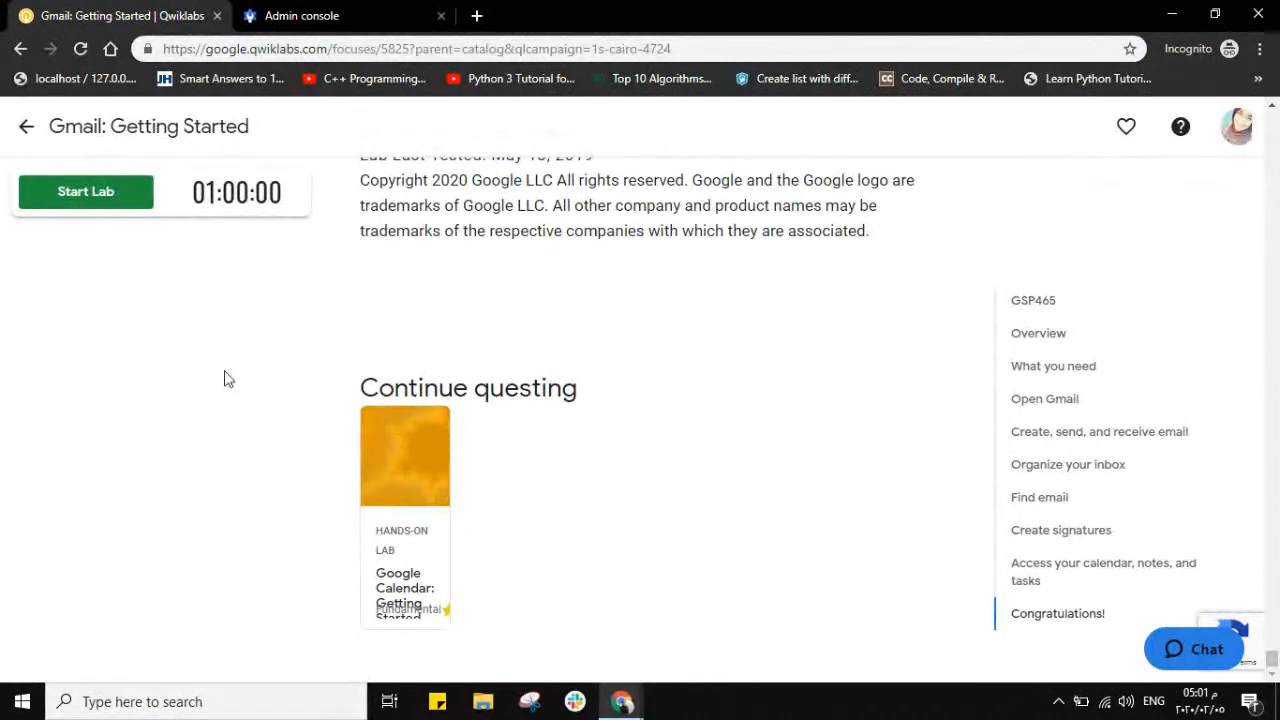 Gmail: Getting Started | Qwiklabs
Admin console
https://google.qwiklabs.com/focuses/5825?parent=catalog&qlcampaign=1s-cairo-4724
Incognito
localhost / 127.0.0....
Smart Answers to 1...
C++ Programming...
Python 3 Tutorial fo...
Top 10 Algorithms...
Create list with diff...
Code, Compile & R...
Learn Python Tutori...
Gmail: Getting Started
Start Lab
01:00:00
Copyright 2020 Google LLC All rights reserved. Google and the Google logo are
trademarks of Google LLC. All other company and product names may be
trademarks of the respective companies with which they are associated.
Continue questing
HANDS-ON
LAB
Google
Calendar:
Getting
Started
Fundamental
GSP465
Overview
What you need
Open Gmail
Create, send, and receive email
Organize your inbox
Find email
Create signatures
Access your calendar, notes, and
tasks
Congratulations!
Chat
Type here to search
ENG
05:01 م